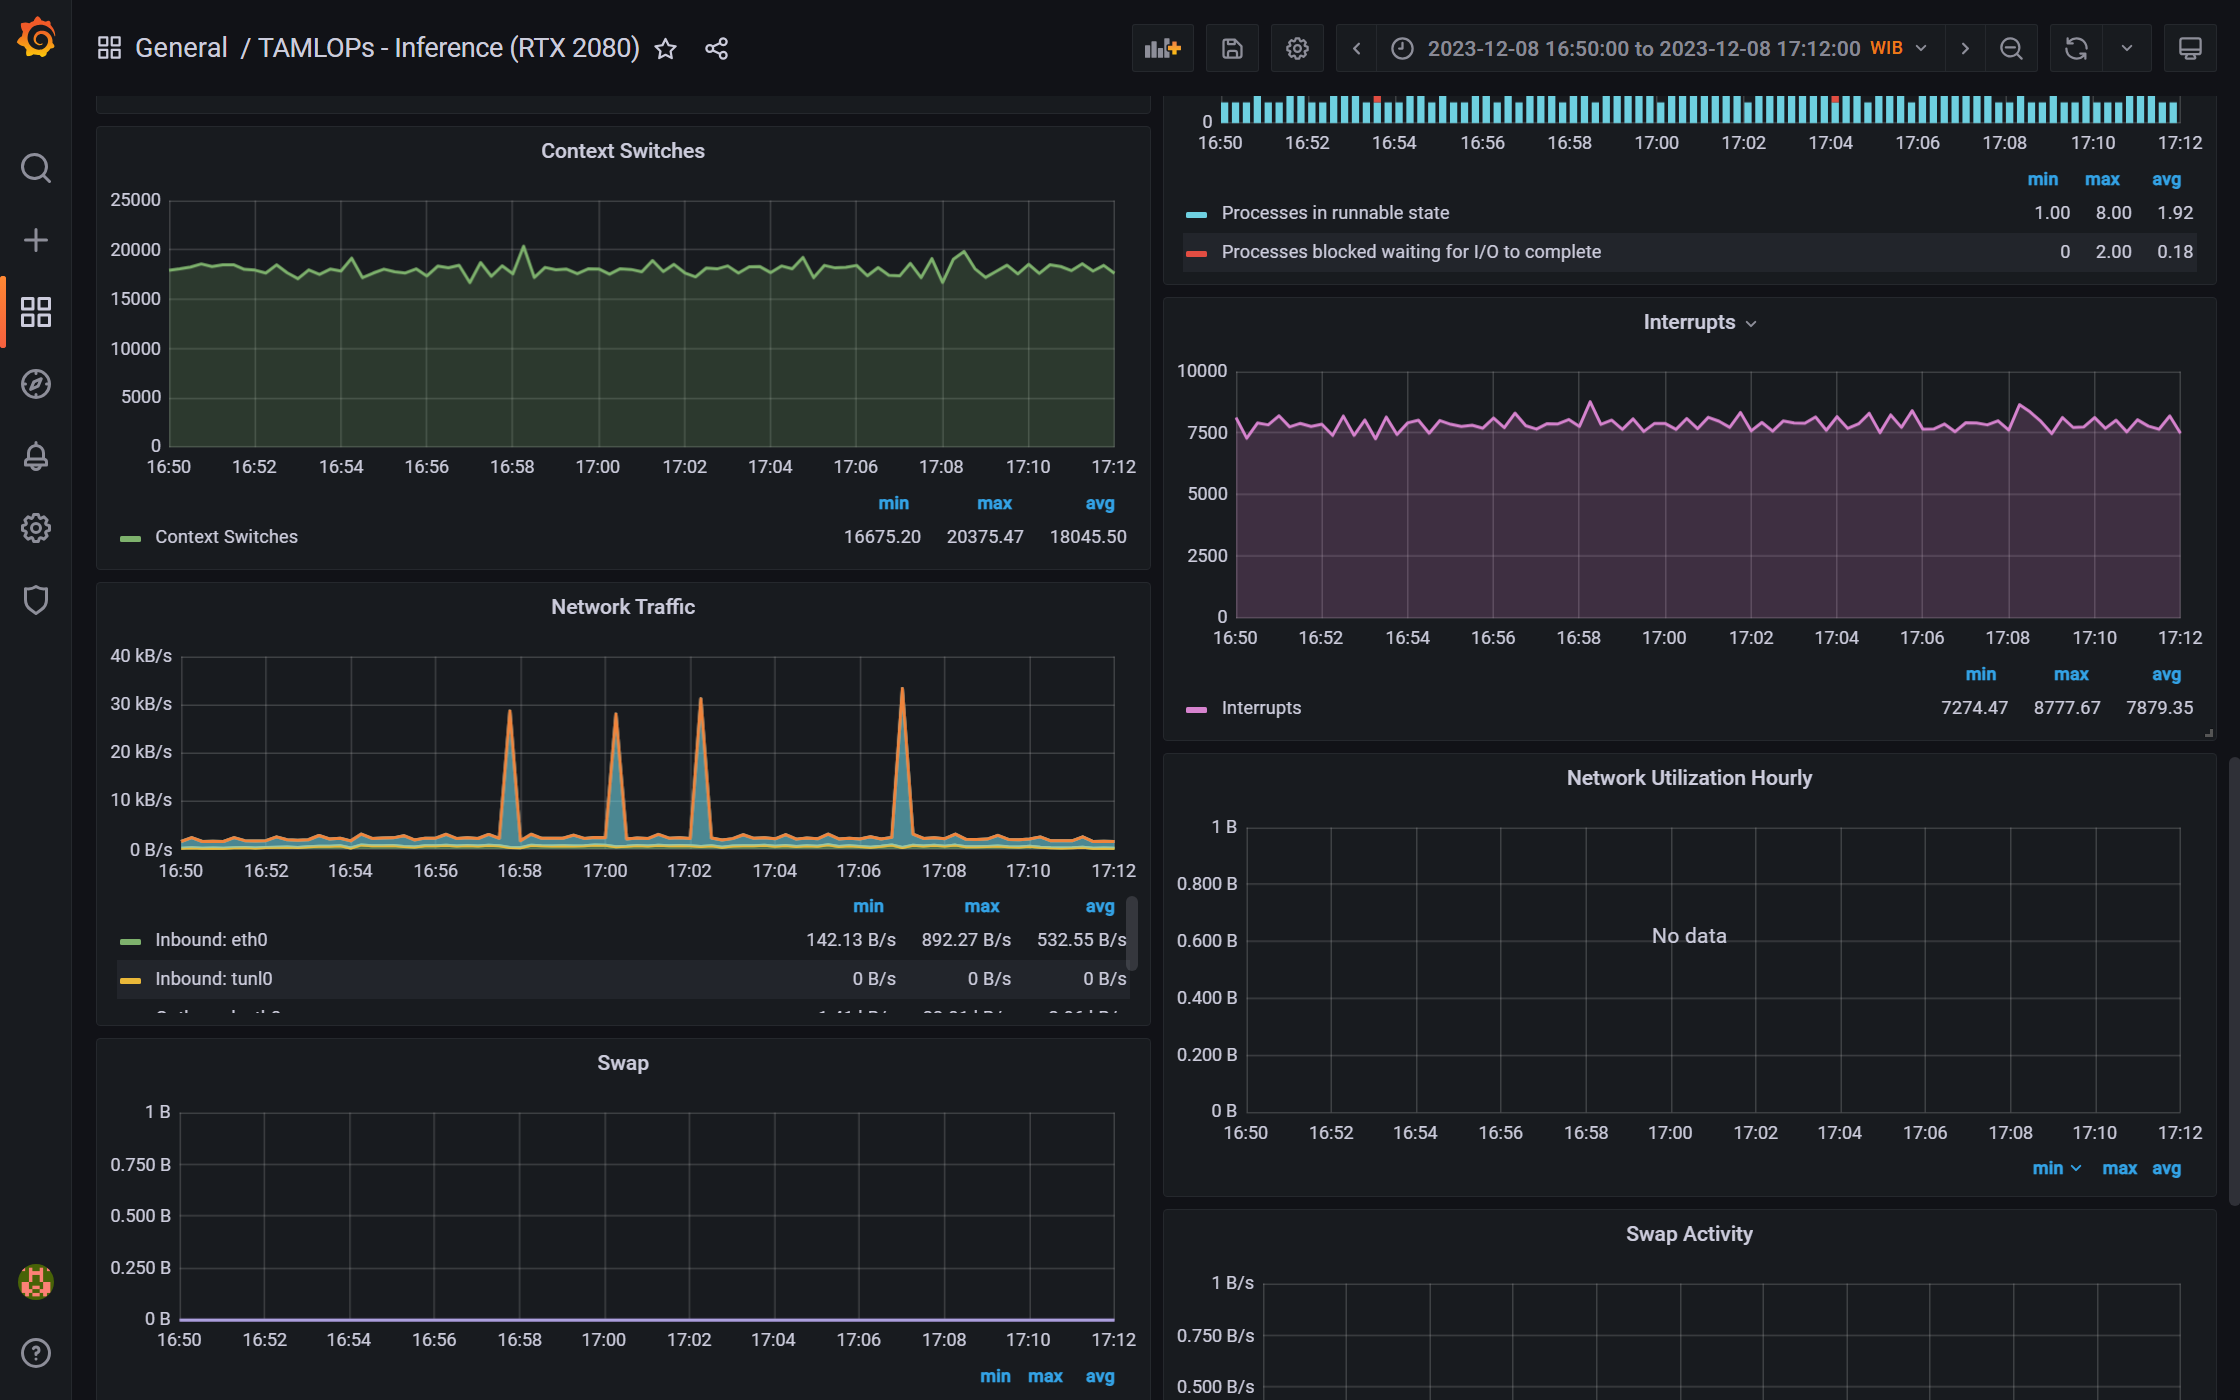 General / TAMLOPs - Inference (RTX 2080)
2023-12-08 16:50:00 to 2023-12-08 17:12:00 WIB
Context Switches
25000
20000
15000
10000
5000
0
16:50 16:52 16:54 16:56 16:58 17:00 17:02 17:04 17:06 17:08 17:10 17:12
min max avg
Context Switches 16675.20 20375.47 18045.50
Network Traffic
40 kB/s
30 kB/s
20 kB/s
10 kB/s
0 B/s
16:50 16:52 16:54 16:56 16:58 17:00 17:02 17:04 17:06 17:08 17:10 17:12
min max avg
Inbound: eth0 142.13 B/s 892.27 B/s 532.55 B/s
Inbound: tunl0 0 B/s 0 B/s 0 B/s
Swap
1 B
0.750 B
0.500 B
0.250 B
0 B
16:50 16:52 16:54 16:56 16:58 17:00 17:02 17:04 17:06 17:08 17:10 17:12
min max avg
0
16:50 16:52 16:54 16:56 16:58 17:00 17:02 17:04 17:06 17:08 17:10 17:12
min max avg
Processes in runnable state 1.00 8.00 1.92
Processes blocked waiting for I/O to complete 0 2.00 0.18
Interrupts
10000
7500
5000
2500
0
16:50 16:52 16:54 16:56 16:58 17:00 17:02 17:04 17:06 17:08 17:10 17:12
min max avg
Interrupts 7274.47 8777.67 7879.35
Network Utilization Hourly
1 B
0.800 B
0.600 B
No data
0.400 B
0.200 B
0 B
16:50 16:52 16:54 16:56 16:58 17:00 17:02 17:04 17:06 17:08 17:10 17:12
min max avg
Swap Activity
1 B/s
0.750 B/s
0.500 B/s